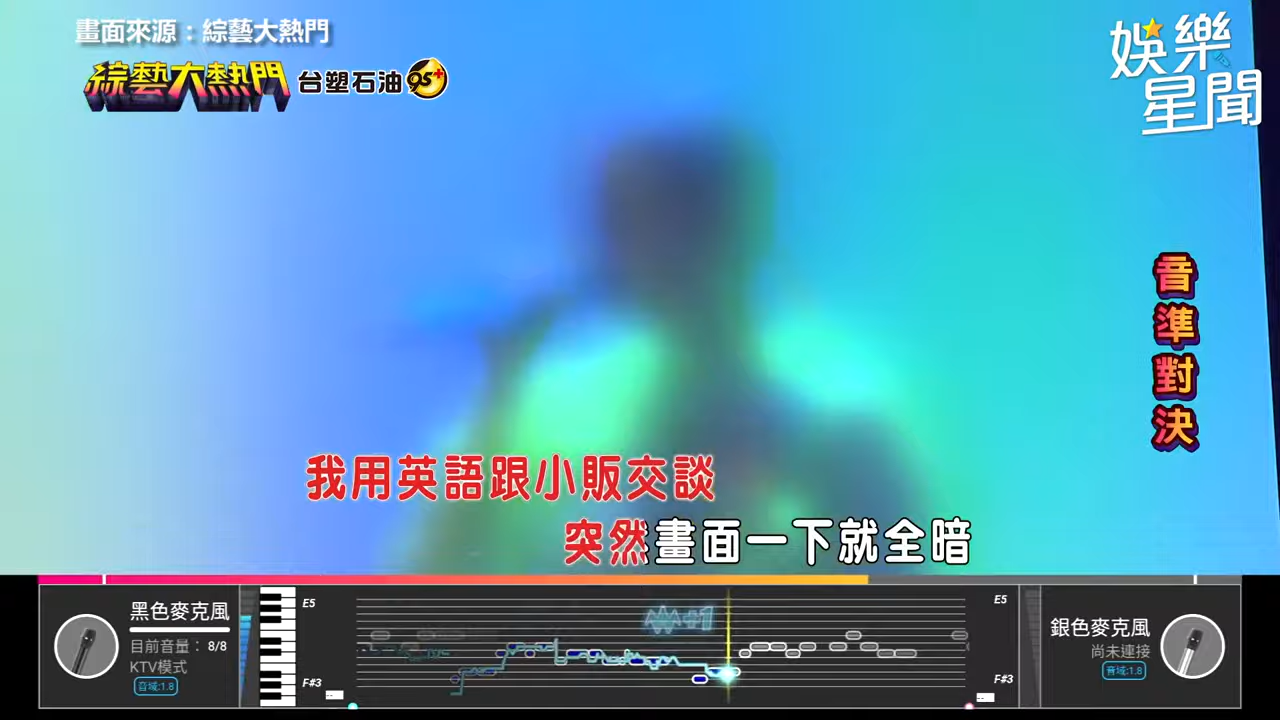 畫面來源：綜藝大熱門
綜藝大熱門 台塑石油 95+
娛樂星聞
音準對決
我用英語跟小販交談
突然畫面一下就全暗
黑色麥克風
目前音量： 8/8
KTV模式
音域:1.8
E5
F#3
+1
E5
F#3
銀色麥克風
尚未連接
音域:1.8